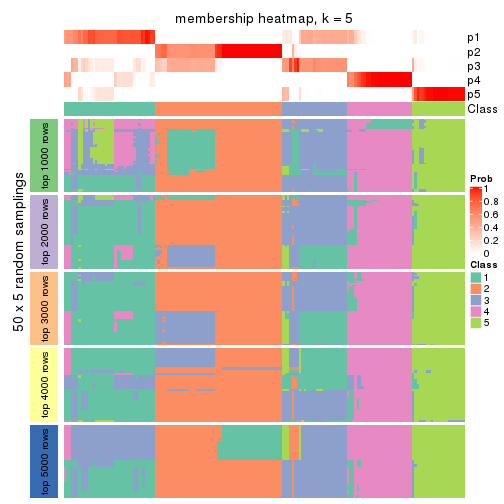 membership heatmap, k = 5
p1
p2
p3
p4
p5
Class
50 x 5 random samplings
top 1000 rows
top 2000 rows
top 3000 rows
top 4000 rows
top 5000 rows
Prob
1
0.8
0.6
0.4
0.2
0
Class
1
2
3
4
5